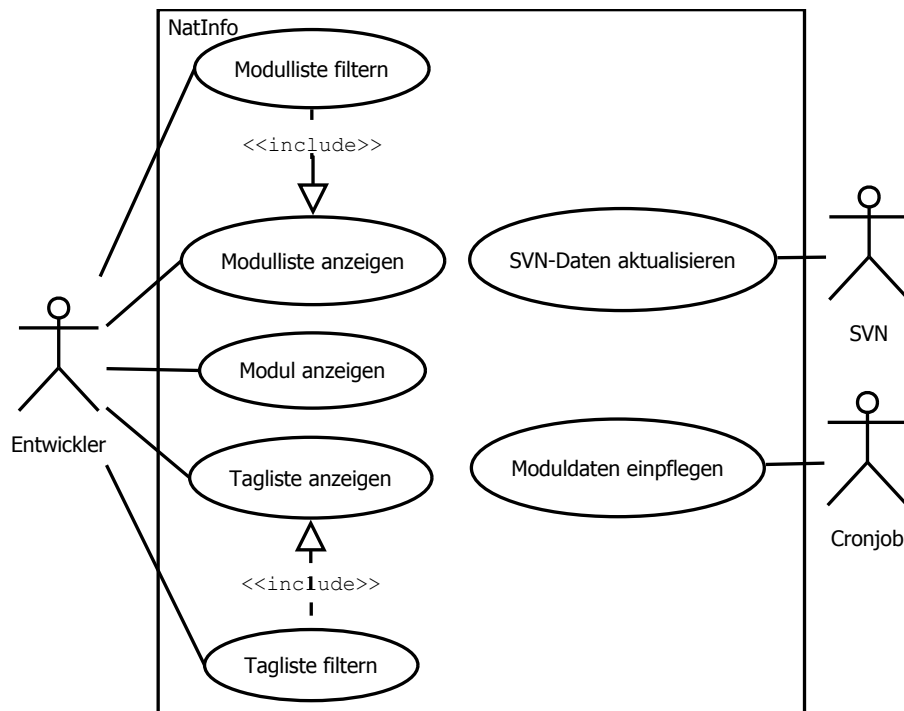 NatInfo
Modulliste filtern
<<include>>
Modulliste anzeigen
SVN-Daten aktualisieren
SVN
Modul anzeigen
Entwickler
Tagliste anzeigen
Moduldaten einpflegen
Cronjob
<<include>>
Tagliste filtern